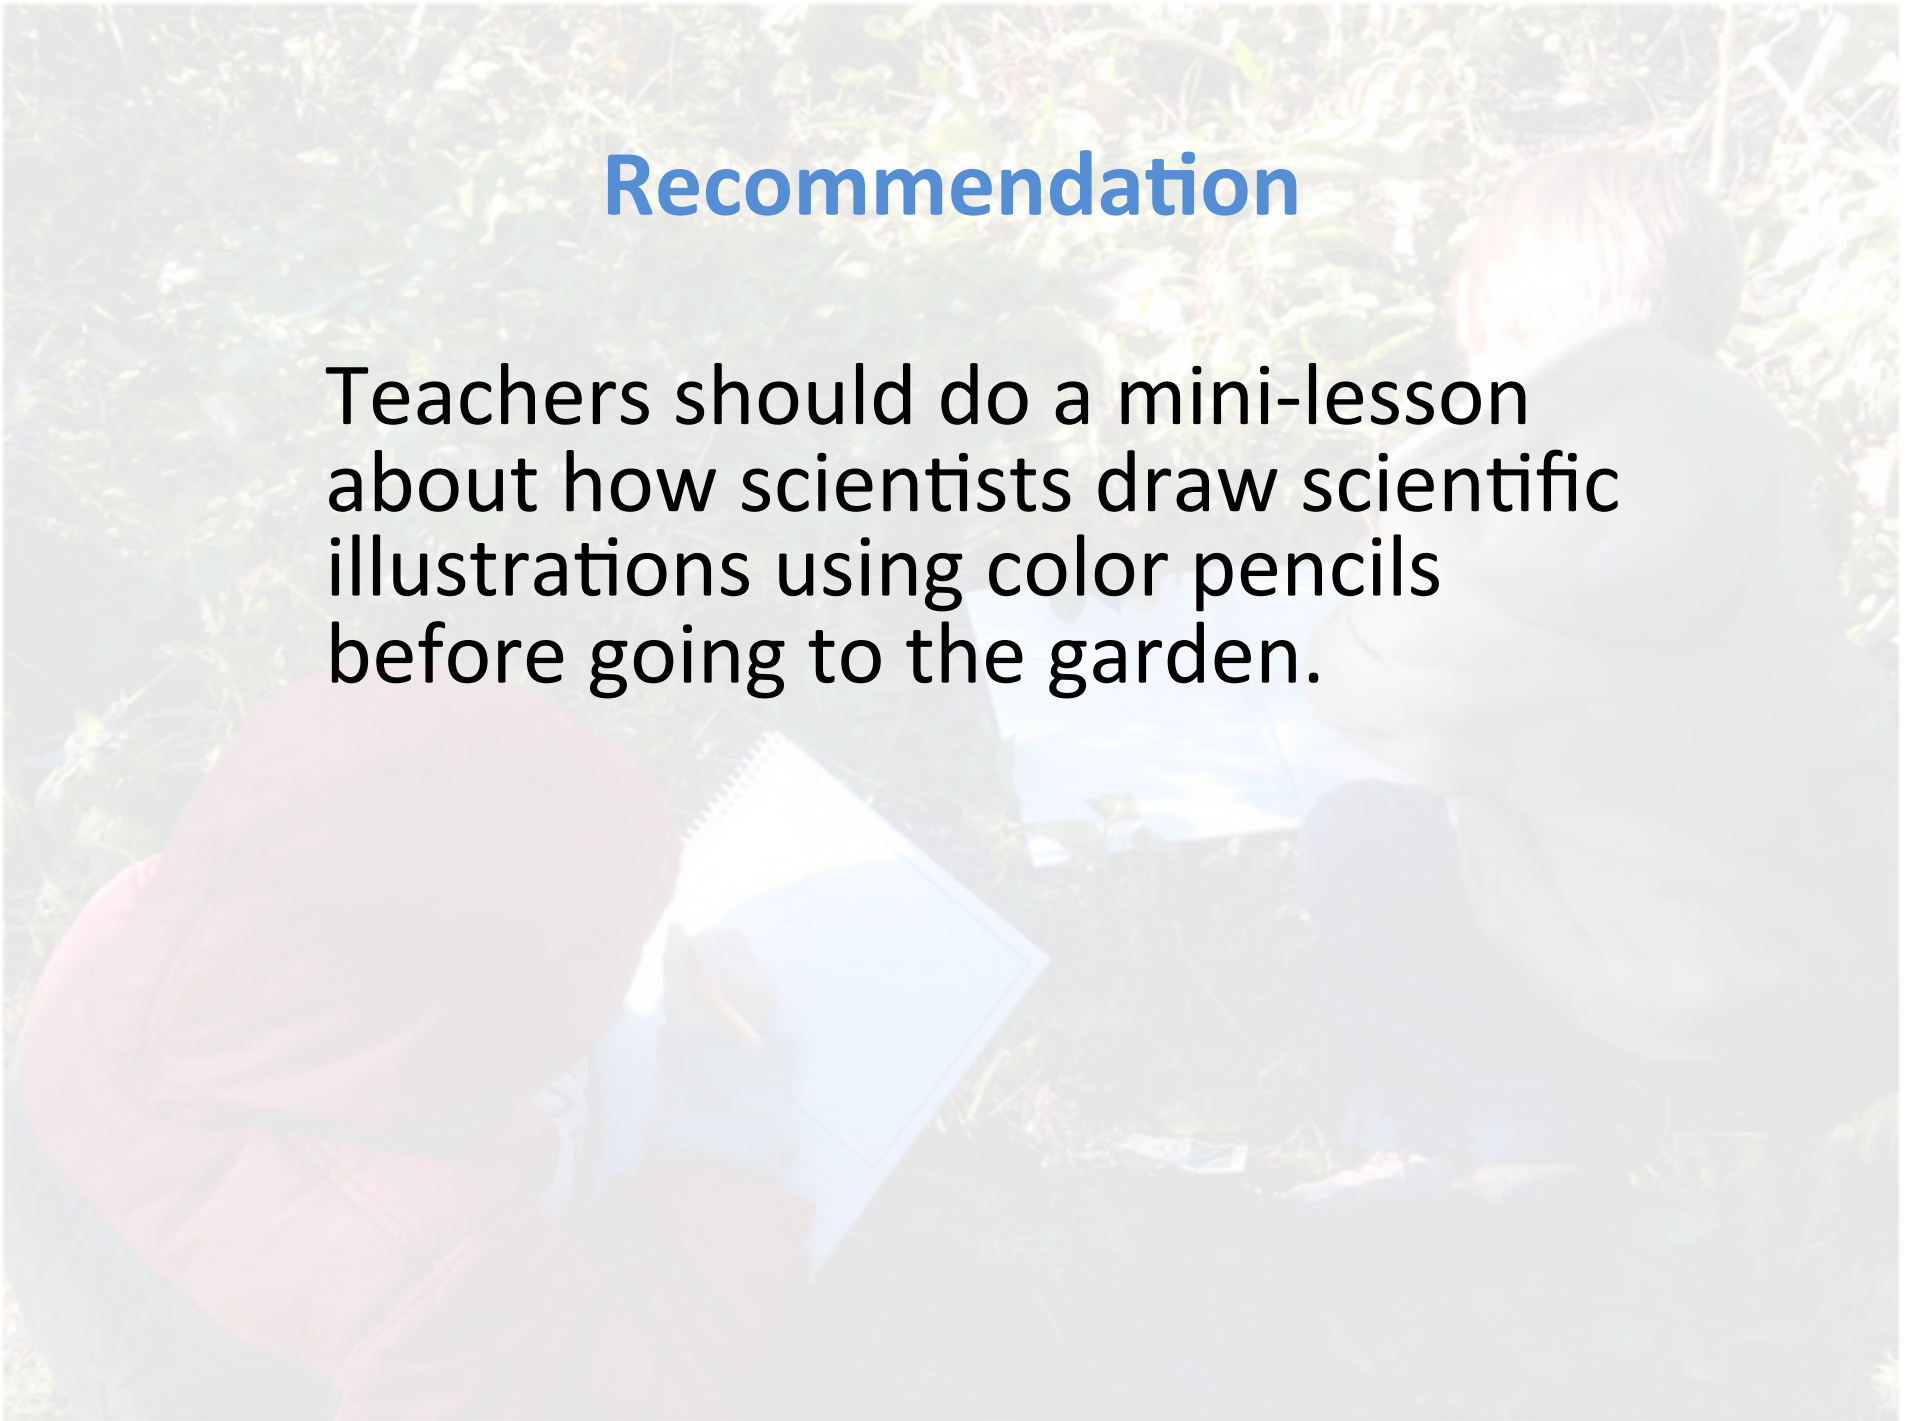 Recommendation
Teachers should do a mini-lesson
about how scientists draw scientific
illustrations using color pencils
before going to the garden.